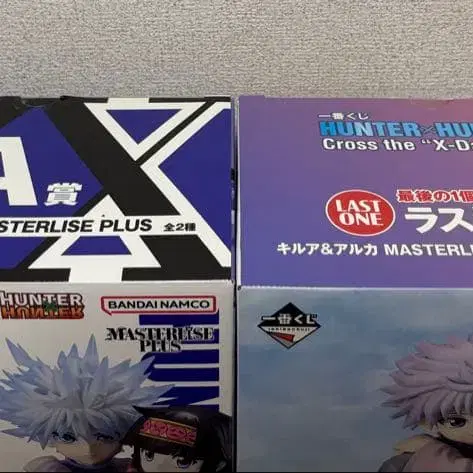 A賞
MASTERLISE PLUS 全2種
HUNTER
HUNTER
BANDAI NAMCO
MASTERLISE
PLUS
一番くじ
HUNTER×HU
Cross the "X-D
LAST
ONE
最後の1個
ラス
キルア&アルカ MASTERLIS
一番くじ